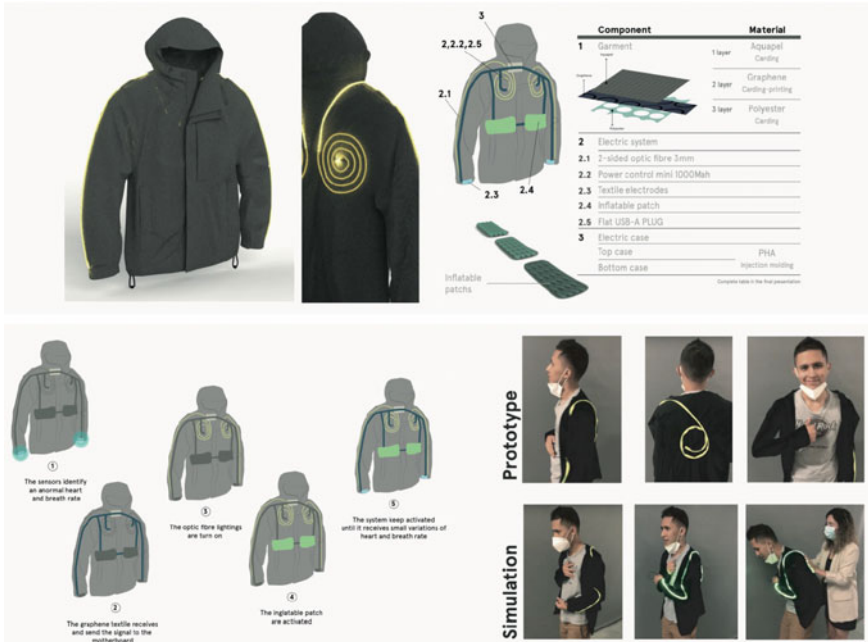 3
2,2.2,2.5
2.1
2.3
2.4
Inflatable
patchs
Component Material
1 Garment 1 layer Aquapel
Carding
2 layer Graphene
Carding-printing
3 layer Polyester
Carding
Aquapel
Graphene
Polyester
2 Electric system
2.1 2-sided optic fibre 3mm
2.2 Power control mini 1000Mah
2.3 Textile electrodes
2.4 Inflatable patch
2.5 Flat USB-A PLUG
3 Electric case
Top case PHA
Bottom case Injection molding
Complete table in the final presentation
1
The sensors identify
an anormal heart
and breath rate
2
The graphene textile receives
and send the signal to the
motherboard
3
The optic fibre lightings
are turn on
4
The inglatable patch
are activated
5
The system keep activated
until it receives small variations of
heart and breath rate
Prototype
Simulation